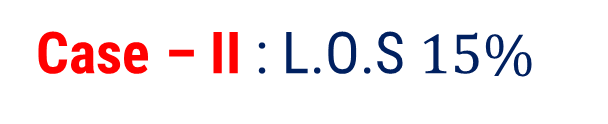 Case – II : L.O.S 15%